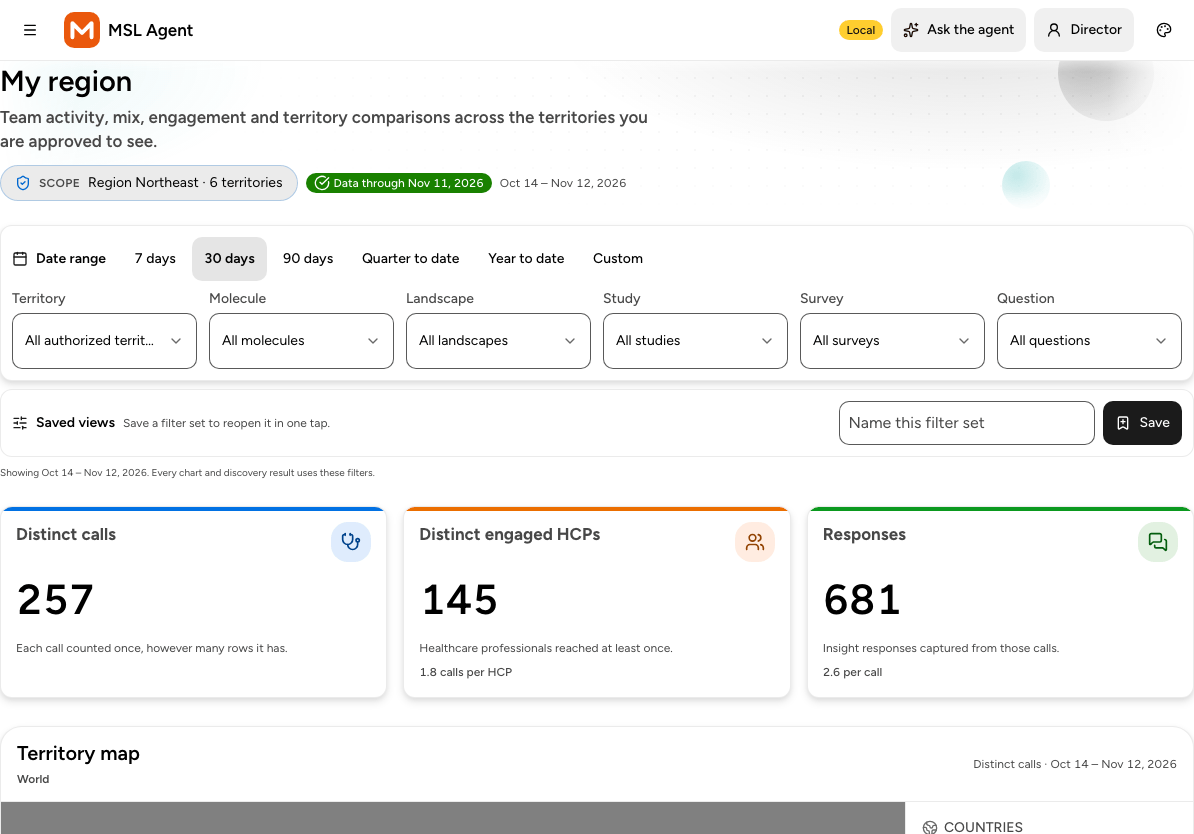 MSL Agent
Local
Ask the agent
Director
My region
Team activity, mix, engagement and territory comparisons across the territories you
are approved to see.
SCOPE Region Northeast · 6 territories
Data through Nov 11, 2026
Oct 14 – Nov 12, 2026
Date range
7 days
30 days
90 days
Quarter to date
Year to date
Custom
Territory
Molecule
Landscape
Study
Survey
Question
All authorized territ...
All molecules
All landscapes
All studies
All surveys
All questions
Saved views
Save a filter set to reopen it in one tap.
Name this filter set
Save
Showing Oct 14 – Nov 12, 2026. Every chart and discovery result uses these filters.
Distinct calls
257
Each call counted once, however many rows it has.
Distinct engaged HCPs
145
Healthcare professionals reached at least once.
1.8 calls per HCP
Responses
681
Insight responses captured from those calls.
2.6 per call
Territory map
World
Distinct calls · Oct 14 – Nov 12, 2026
COUNTRIES